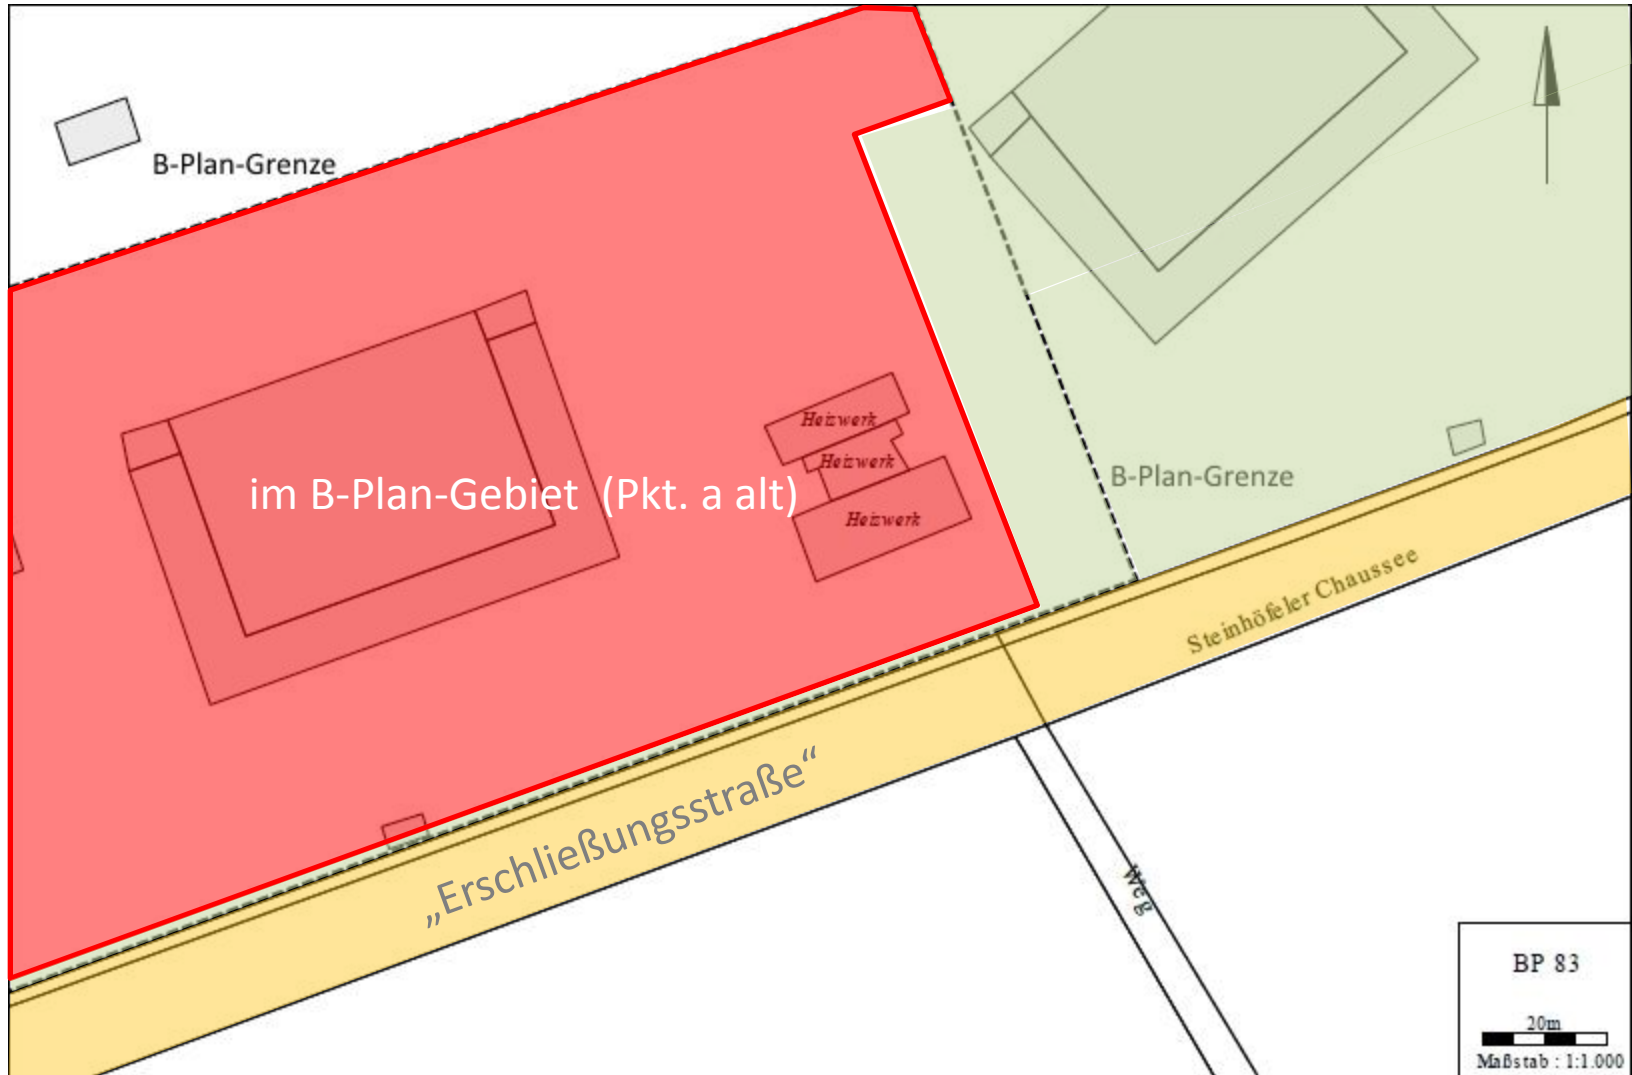 B-Plan-Grenze
Heizwerk
Heizwerk
im B-Plan-Gebiet (Pkt. a alt)
B-Plan-Grenze
Heizwerk
Steinhöfeler Chaussee
„Erschließungsstraße“
Weg
BP 83
20m
Maßstab : 1:1.000